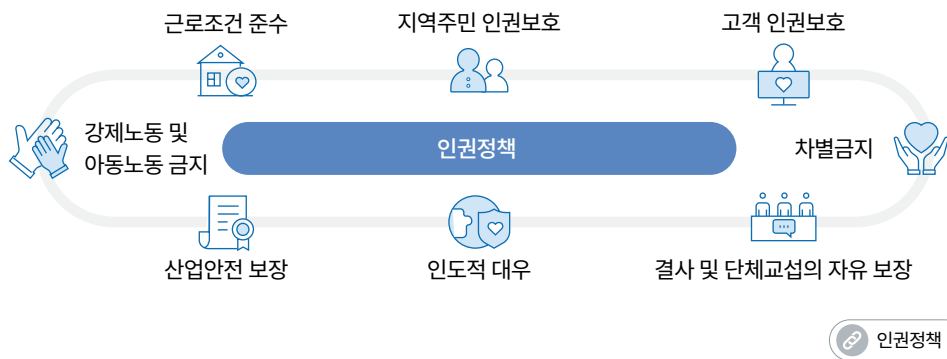 근로조건 준수
지역주민 인권보호
고객 인권보호
강제노동 및
아동노동 금지
인권정책
차별금지
산업안전 보장
인도적 대우
결사 및 단체교섭의 자유 보장
인권정책